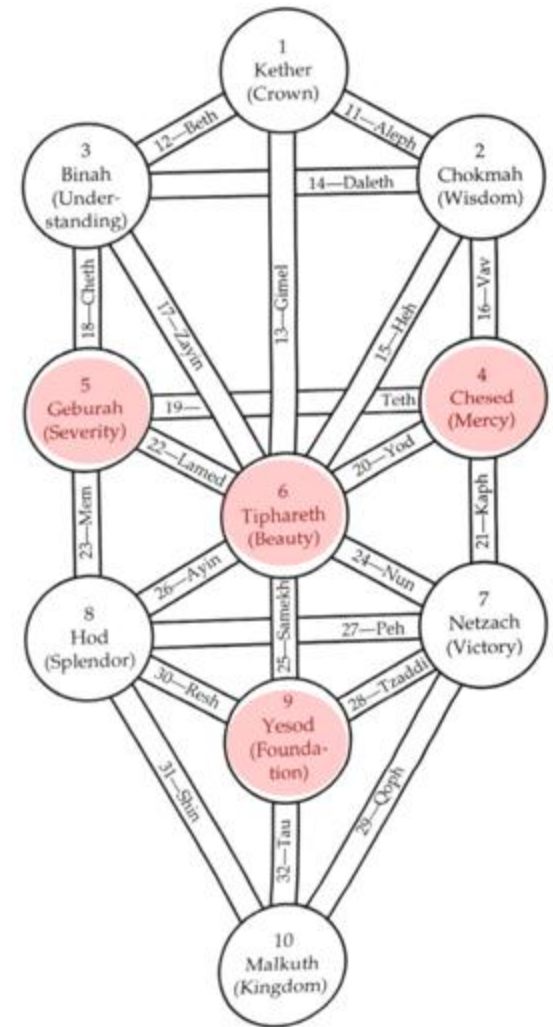 1
Kether
(Crown)
12—Beth
11—Aleph
3
Binah
(Under-
standing)
2
Chokmah
(Wisdom)
14—Daleth
13—Gimel
18—Cheth
17—Zayin
15—Heh
16—Vav
5
Geburah
(Severity)
4
Chesed
(Mercy)
19—
Teth
22—Lamed
20—Yod
6
Tiphareth
(Beauty)
23—Mem
21—Kaph
26—Ayin
24—Nun
25—Samekh
8
Hod
(Splendor)
7
Netzach
(Victory)
27—Peh
30—Resh
28—Tzaddi
9
Yesod
(Founda-
tion)
31—Shin
29—Qoph
32—Tau
10
Malkuth
(Kingdom)